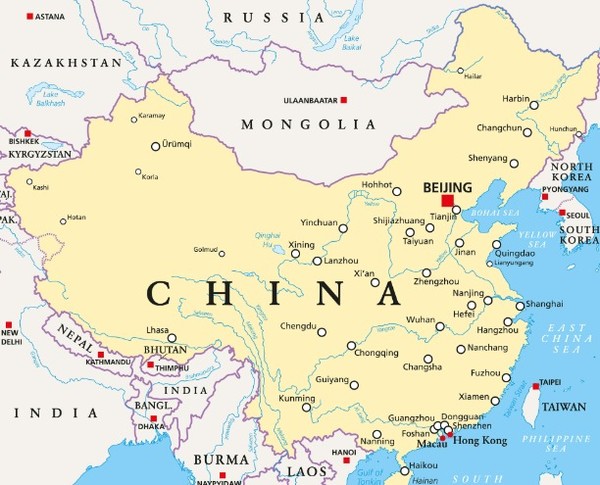 ASTANA
RUSSIA
Lake
Baikal
KAZAKHSTAN
Lake
Balkhash
Hailar
ULAANBAATAR
MONGOLIA
Harbin
Karamay
BISHKEK
KYRGYZSTAN
Ürümqi
Changchun
Hunchun
Shenyang
Korla
Kashi
TAJ.
PAK.
Hotan
Hohhot
BEIJING
NORTH
KOREA
PYONGYANG
SEOUL
SOUTH
KOREA
BOHAI SEA
YELLOW
SEA
Tianjin
Shijiazhuang
Taiyuan
Yinchuan
Qinghai
Hu
Xining
Lanzhou
Golmud
Jinan
Quingdao
Lianyungang
Xi'an
Zhengzhou
CHINA
Nanjing
Hefei
Shanghai
Wuhan
Hangzhou
NEW
DELHI
NEPAL
KATHMANDU
Lhasa
BHUTAN
THIMPHU
Chengdu
Chongqing
Nanchang
Changsha
EAST
CHINA
SEA
Guiyang
Fuzhou
INDIA
INDIA
BANGL.
DHAKA
Kunming
Xiamen
TAIPEI
TAIWAN
Guangzhou
Dongguan
Shenzhen
Foshan
Macau
Hong Kong
Nanning
PHILIPPINE
SEA
BURMA
NAYPYIDAW
LAOS
HANOI
Gulf of
Tonkin
Haikou
Hainan
SOUTH